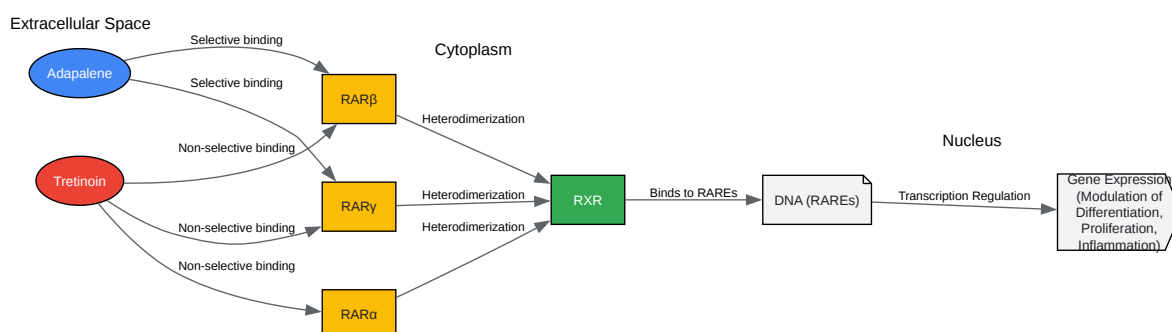 Extracellular Space
Adapalene
Selective binding
Selective binding
Non-selective binding
Tretinoin
Non-selective binding
Non-selective binding
Cytoplasm
RARβ
RARγ
RARα
Heterodimerization
Heterodimerization
Heterodimerization
RXR
Binds to RAREs
DNA (RAREs)
Nucleus
Transcription Regulation
Gene Expression
(Modulation of
Differentiation,
Proliferation,
Inflammation)